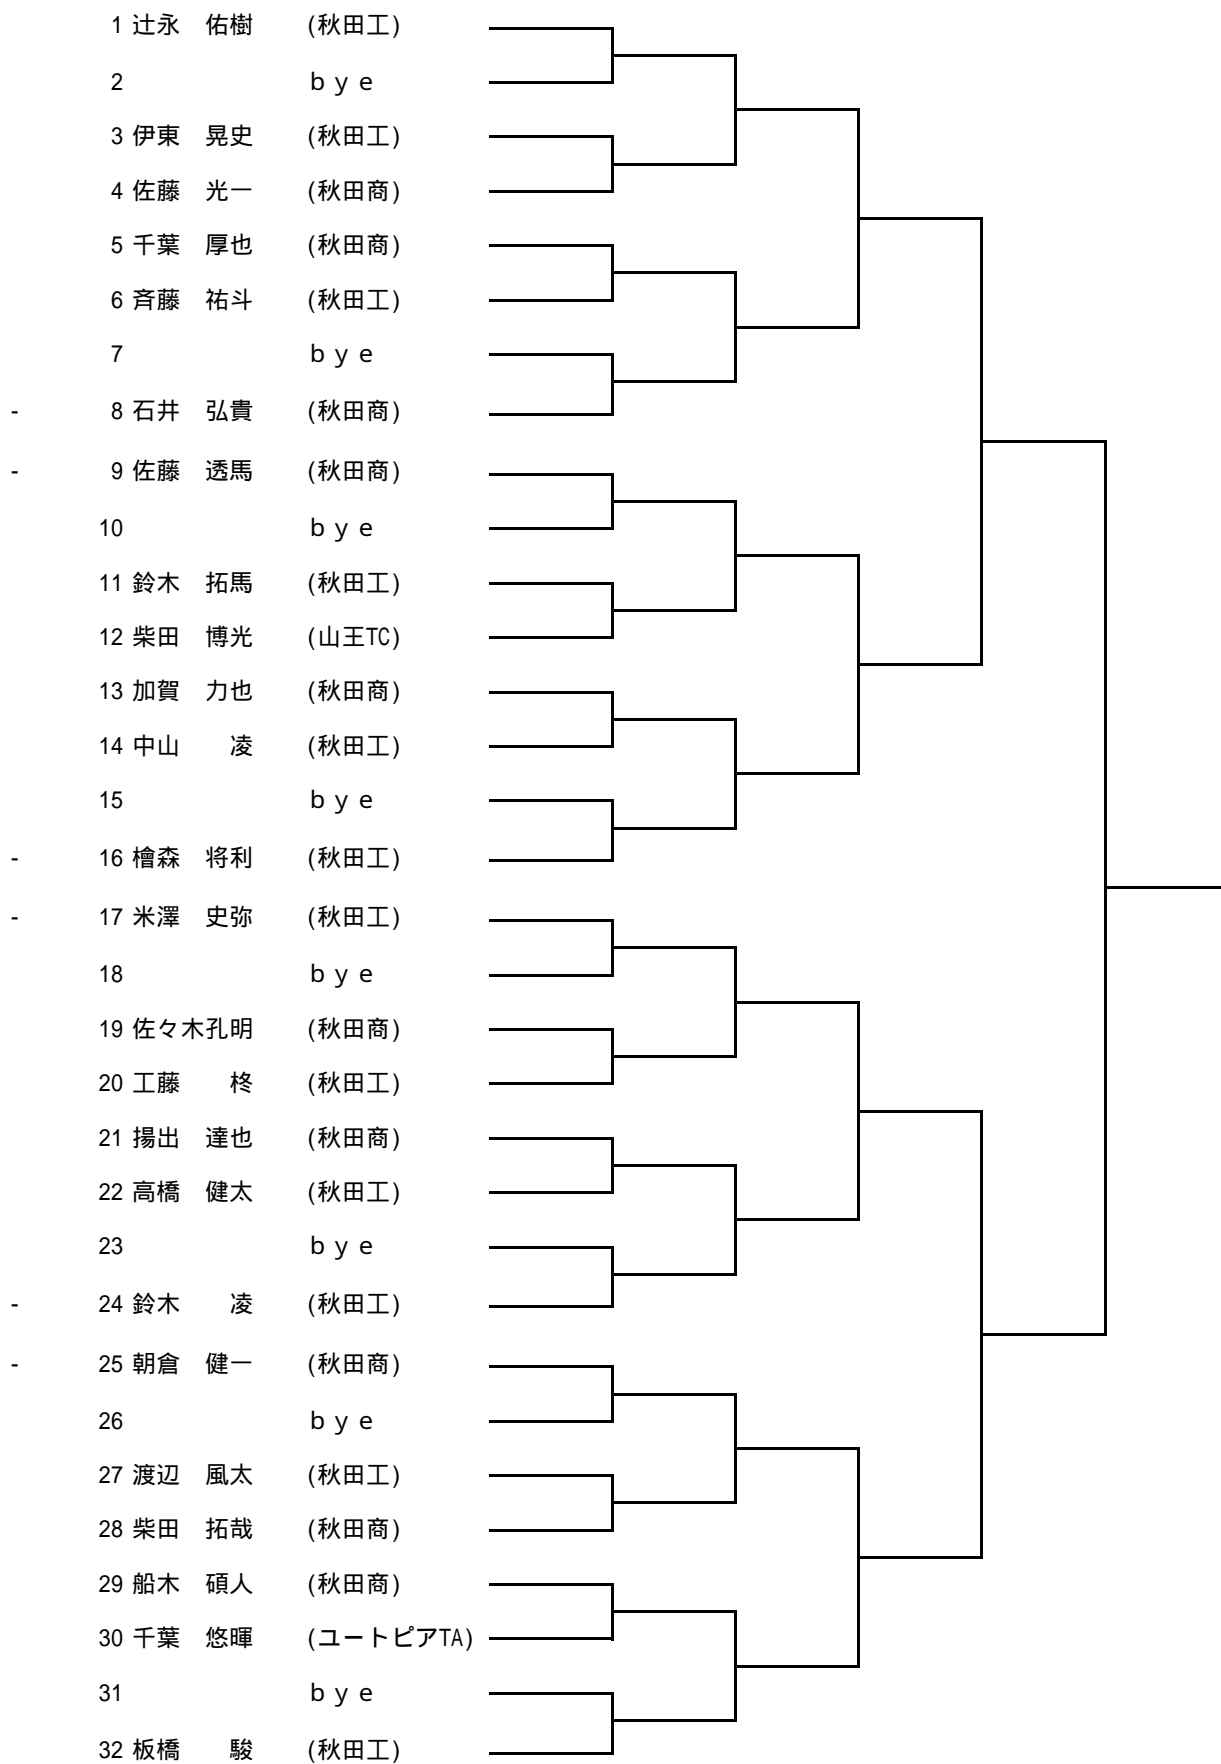 1 辻永　佑樹　(秋田工)
2　ｂｙｅ
3 伊東　晃史　(秋田工)
4 佐藤　光一　(秋田商)
5 千葉　厚也　(秋田商)
6 斉藤　祐斗　(秋田工)
7　ｂｙｅ
- 8 石井　弘貴　(秋田商)
- 9 佐藤　透馬　(秋田商)
10　ｂｙｅ
11 鈴木　拓馬　(秋田工)
12 柴田　博光　(山王TC)
13 加賀　力也　(秋田商)
14 中山　　凌　(秋田工)
15　ｂｙｅ
- 16 檜森　将利　(秋田工)
- 17 米澤　史弥　(秋田工)
18　ｂｙｅ
19 佐々木孔明　(秋田商)
20 工藤　　柊　(秋田工)
21 揚出　達也　(秋田商)
22 高橋　健太　(秋田工)
23　ｂｙｅ
- 24 鈴木　　凌　(秋田工)
- 25 朝倉　健一　(秋田商)
26　ｂｙｅ
27 渡辺　風太　(秋田工)
28 柴田　拓哉　(秋田商)
29 船木　碩人　(秋田商)
30 千葉　悠暉　(ユートピアTA)
31　ｂｙｅ
32 板橋　　駿　(秋田工)